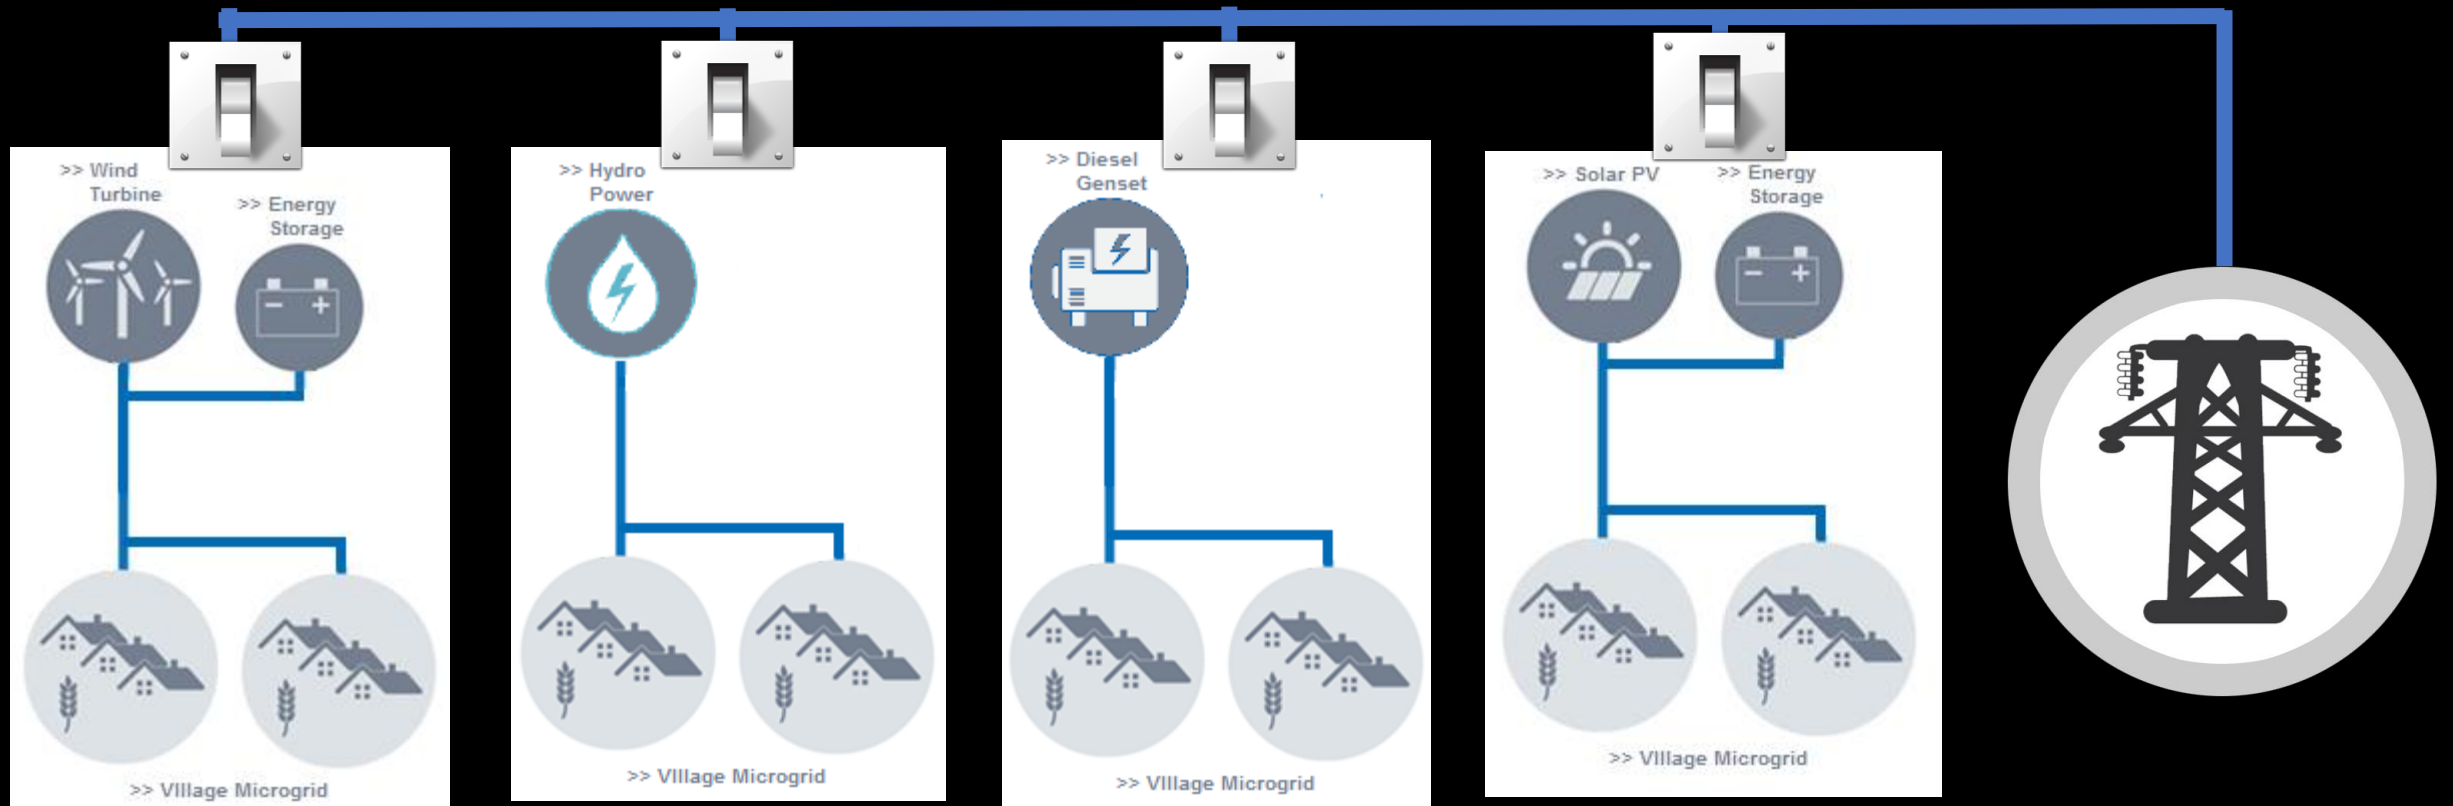 >> Wind
Turbine
>> Energy
Storage
>> VIllage Microgrid
>> Hydro
Power
>> VIllage Microgrid
>> Diesel
Genset
>> VIllage Microgrid
>> Solar PV
>> Energy
Storage
>> VIllage Microgrid